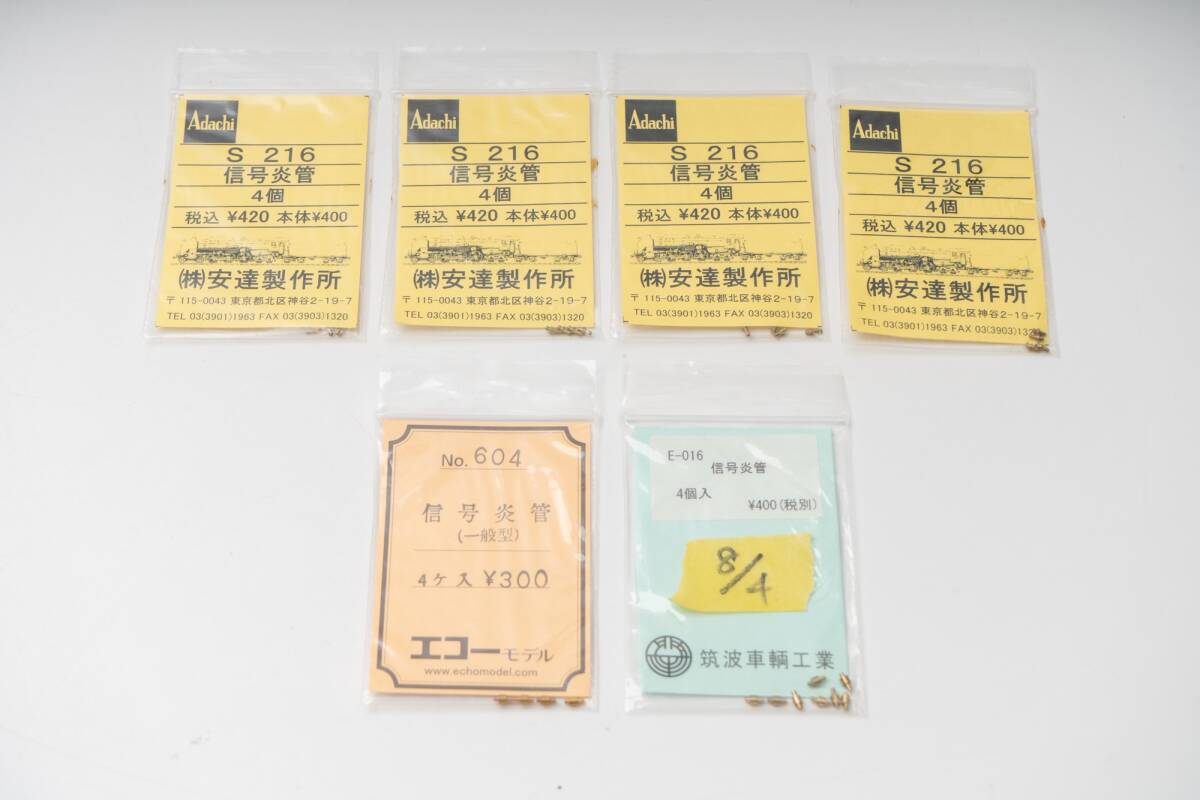 Adachi
S 216
信号炎管
4個
税込 ¥420 本体¥400
㈱安達製作所
〒 115-0043 東京都北区神谷2-19-7
TEL 03(3901)1963 FAX 03(3903)1320
Adachi
S 216
信号炎管
4個
税込 ¥420 本体¥400
㈱安達製作所
〒 115-0043 東京都北区神谷2-19-7
TEL 03(3901)1963 FAX 03(3903)1320
Adachi
S 216
信号炎管
4個
税込 ¥420 本体¥400
㈱安達製作所
〒 115-0043 東京都北区神谷2-19-7
TEL 03(3901)1963 FAX 03(3903)1320
Adachi
S 216
信号炎管
4個
税込 ¥420 本体¥400
㈱安達製作所
〒 115-0043 東京都北区神谷2-19-7
TEL 03(3901)1963 FAX 03(3903)1320
No. 604
信号炎管
(一般型)
4ケ入 ¥300
エコーモデル
www.echomodel.com
E-016
信号炎管
4個入
¥400(税別)
8/4
筑波車輌工業